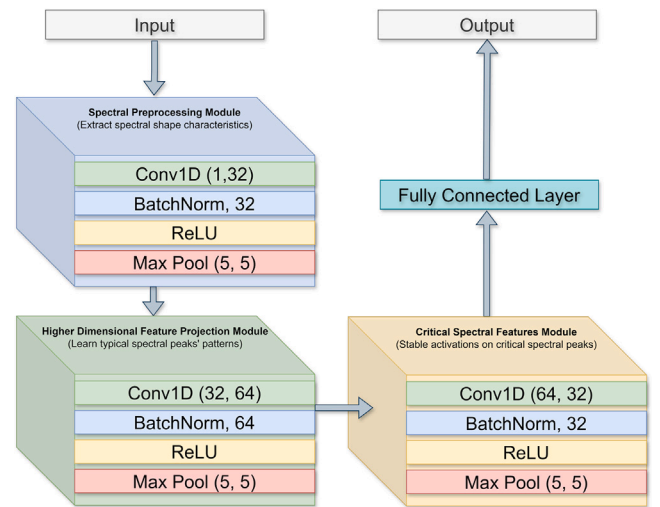 Input
Spectral Preprocessing Module
(Extract spectral shape characteristics)
Conv1D (1,32)
BatchNorm, 32
ReLU
Max Pool (5, 5)
Higher Dimensional Feature Projection Module
(Learn typical spectral peaks' patterns)
Conv1D (32, 64)
BatchNorm, 64
ReLU
Max Pool (5, 5)
Critical Spectral Features Module
(Stable activations on critical spectral peaks)
Conv1D (64, 32)
BatchNorm, 32
ReLU
Max Pool (5, 5)
Fully Connected Layer
Output